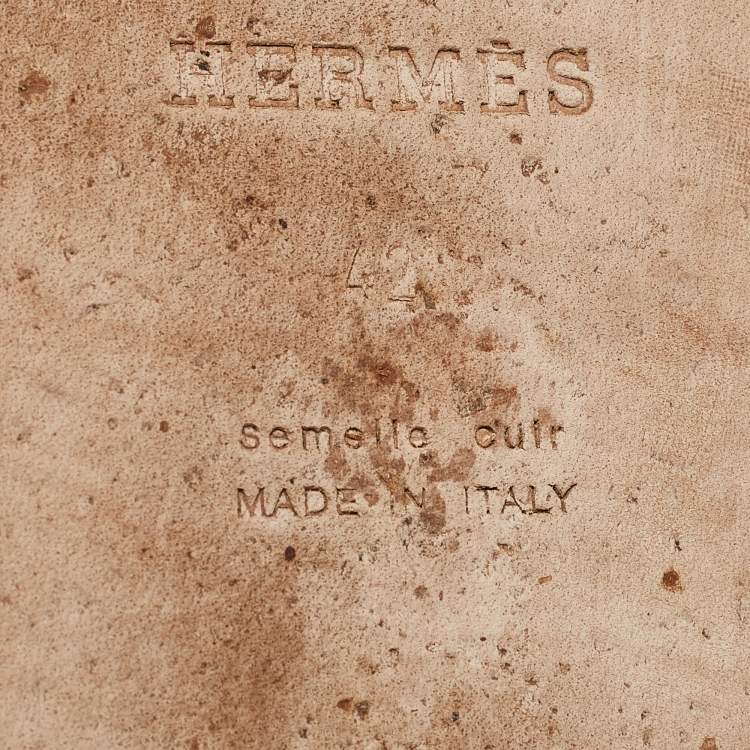 HERMÈS
42
semelle cuir
MADE IN ITALY